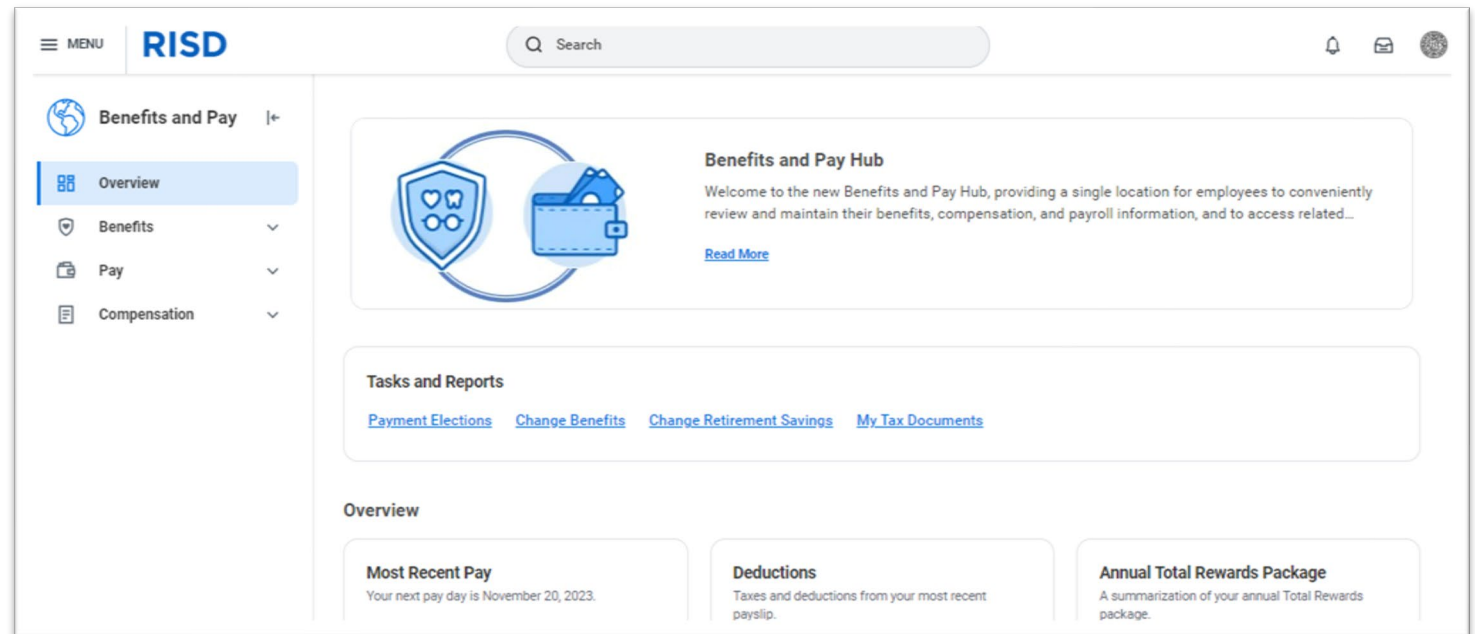 MENU
RISD
Search
Benefits and Pay
Overview
Benefits
Pay
Compensation
Benefits and Pay Hub
Welcome to the new Benefits and Pay Hub, providing a single location for employees to conveniently
review and maintain their benefits, compensation, and payroll information, and to access related...
Read More
Tasks and Reports
Payment Elections Change Benefits Change Retirement Savings My Tax Documents
Overview
Most Recent Pay
Your next pay day is November 20, 2023.
Deductions
Taxes and deductions from your most recent
payslip.
Annual Total Rewards Package
A summarization of your annual Total Rewards
package.